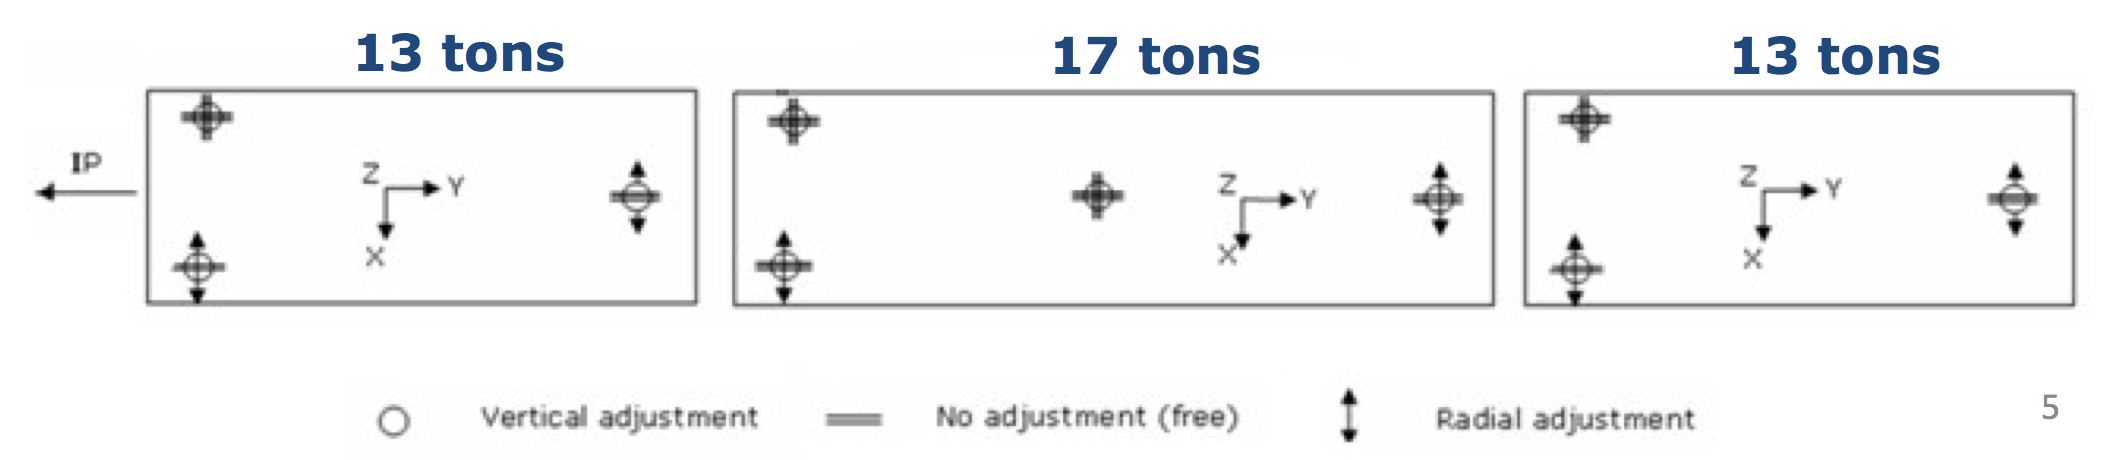 13 tons
17 tons
13 tons
IP
Z
Y
X
Z
Y
X
Z
Y
X
Vertical adjustment
No adjustment (free)
Radial adjustment
5